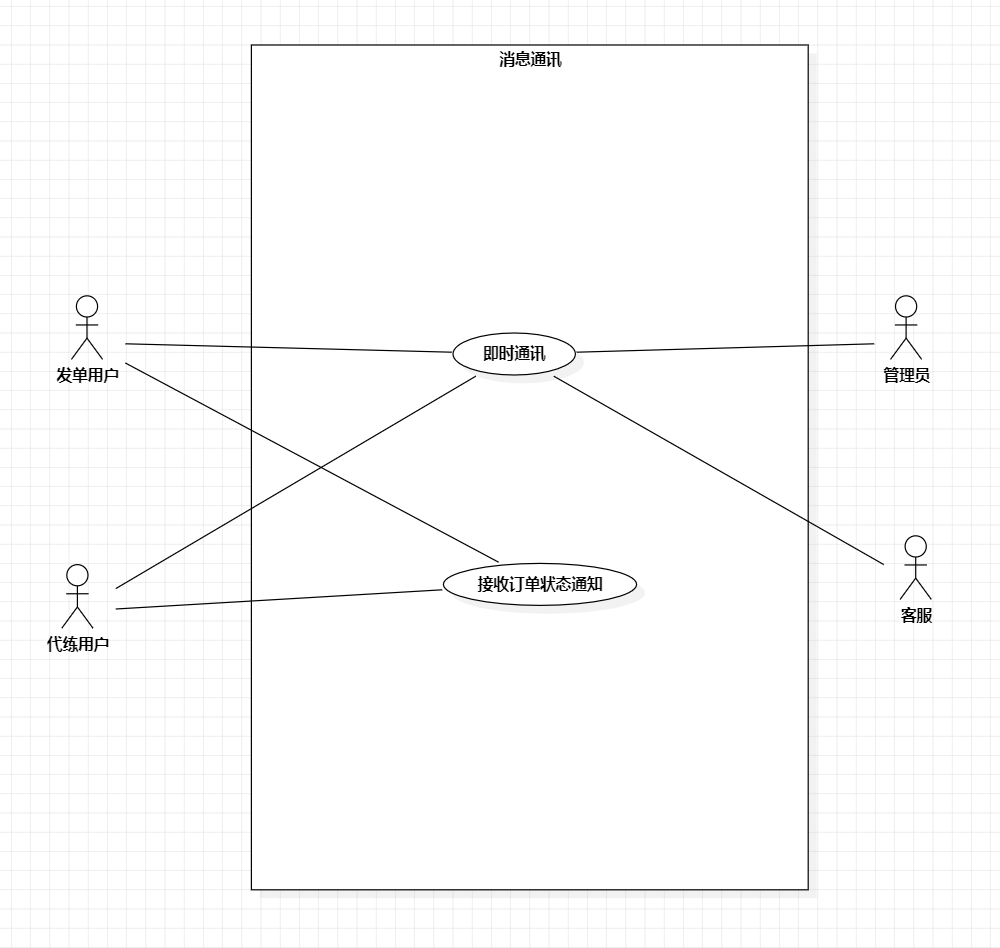 消息通讯
发单用户
即时通讯
管理员
代练用户
接收订单状态通知
客服